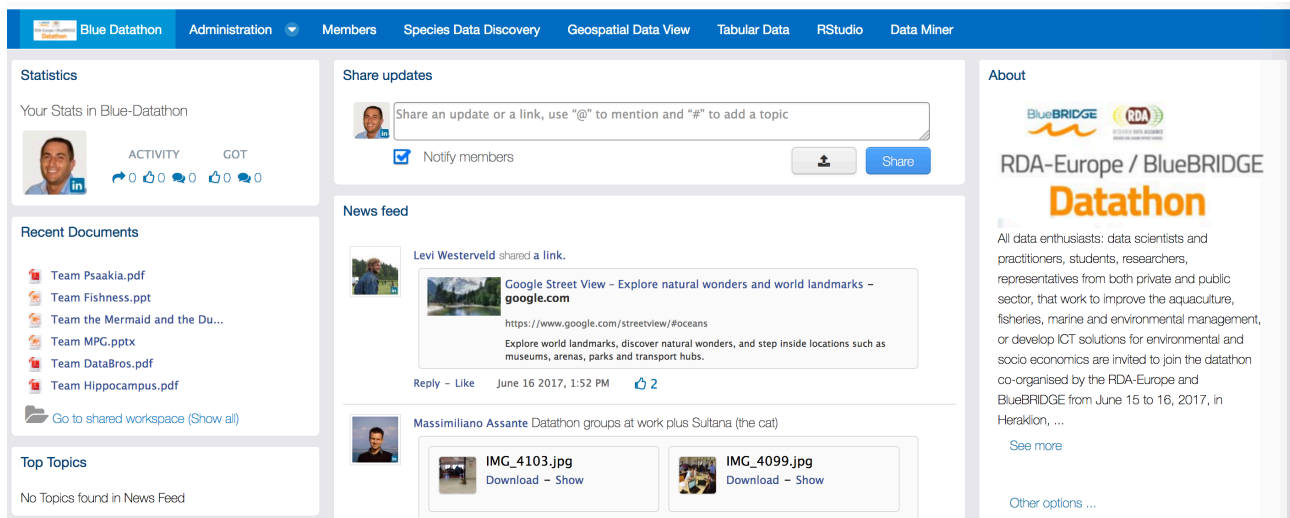 Blue Datathon Administration Members Species Data Discovery Geospatial Data View Tabular Data RStudio Data Miner
Statistics
Your Stats in Blue-Datathon
ACTIVITY GOT
0 0 0 0 0
Recent Documents
Team Psaakia.pdf
Team Fishness.ppt
Team the Mermaid and the Du...
Team MPG.pptx
Team DataBros.pdf
Team Hippocampus.pdf
Go to shared workspace (Show all)
Top Topics
No Topics found in News Feed
Share updates
Share an update or a link, use “@” to mention and “#” to add a topic
Notify members
Share
News feed
Levi Westerveld shared a link.
Google Street View – Explore natural wonders and world landmarks –
google.com
https://www.google.com/streetview/#oceans
Explore world landmarks, discover natural wonders, and step inside locations such as
museums, arenas, parks and transport hubs.
Reply – Like June 16 2017, 1:52 PM 2
Massimiliano Assante Datathon groups at work plus Sultana (the cat)
IMG_4103.jpg
Download – Show
IMG_4099.jpg
Download – Show
About
BlueBRIDGE RDA
RESEARCH DATA ALLIANCE
RDA-Europe / BlueBRIDGE
Datathon
All data enthusiasts: data scientists and
practitioners, students, researchers,
representatives from both private and public
sector, that work to improve the aquaculture,
fisheries, marine and environmental management,
or develop ICT solutions for environmental and
socio economics are invited to join the datathon
co-organised by the RDA-Europe and
BlueBRIDGE from June 15 to 16, 2017, in
Heraklion, ...
See more
Other options ...